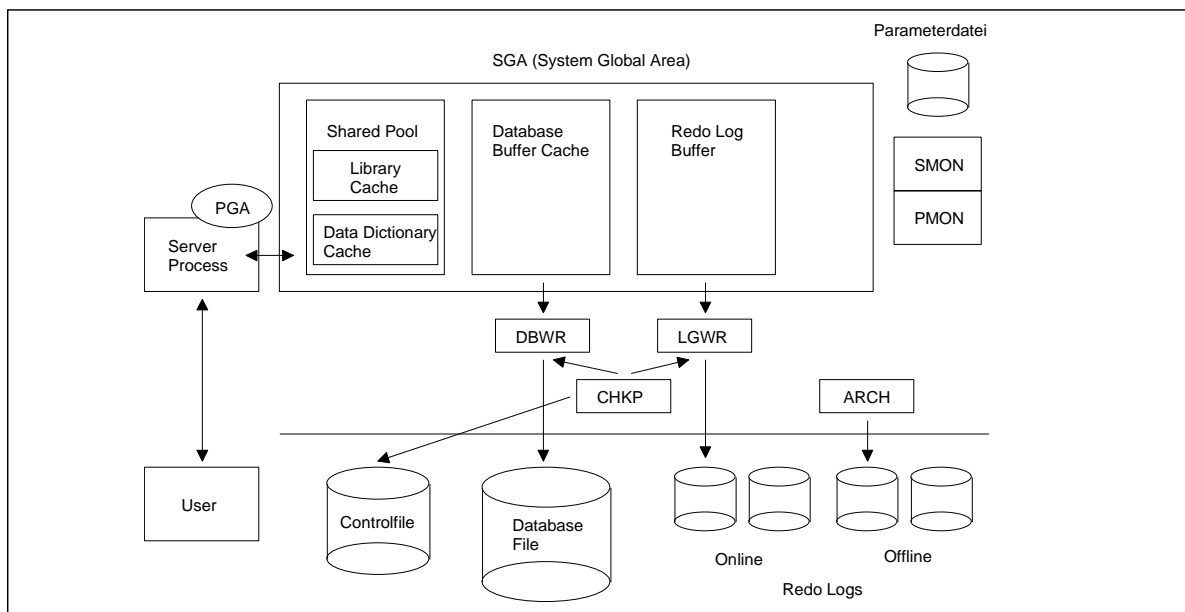 Parameterdatei
SGA (System Global Area)
Shared Pool
Library
Cache
Data Dictionary
Cache
Database
Buffer Cache
Redo Log
Buffer
SMON
PMON
PGA
Server
Process
DBWR
LGWR
CHKP
ARCH
User
Controlfile
Database
File
Online
Offline
Redo Logs